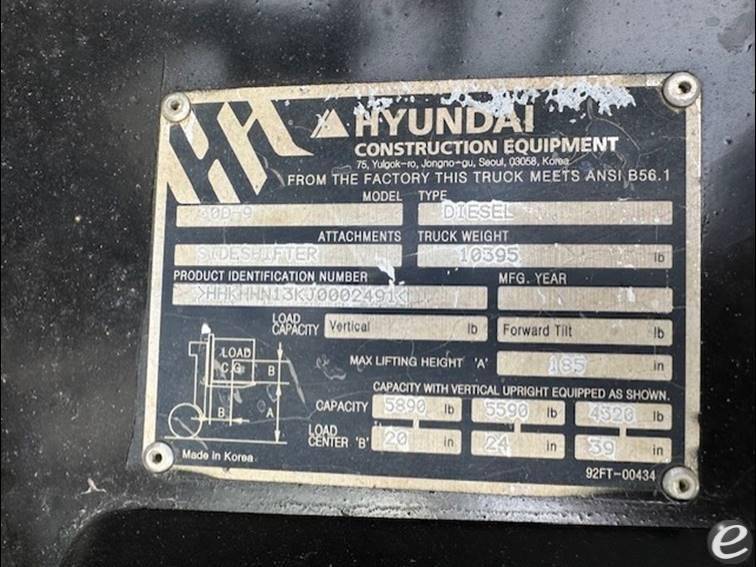 HYUNDAI
CONSTRUCTION EQUIPMENT
75, Yulgok-ro, Jongno-gu, Seoul, 03058, Korea
FROM THE FACTORY THIS TRUCK MEETS ANSI B56.1
MODEL TYPE
40D-9 DIESEL
ATTACHMENTS TRUCK WEIGHT
SIDESHIFTER 10395 lb
PRODUCT IDENTIFICATION NUMBER MFG. YEAR
>HHKHHN13KJ0002491<
LOAD CAPACITY Vertical lb Forward Tilt lb
MAX LIFTING HEIGHT 'A' 185 in
LOAD
C.G B
B A
CAPACITY WITH VERTICAL UPRIGHT EQUIPPED AS SHOWN.
CAPACITY 5890 lb 5590 lb 4320 lb
LOAD CENTER 'B' 20 in 24 in 39 in
Made in Korea
92FT-00434
e